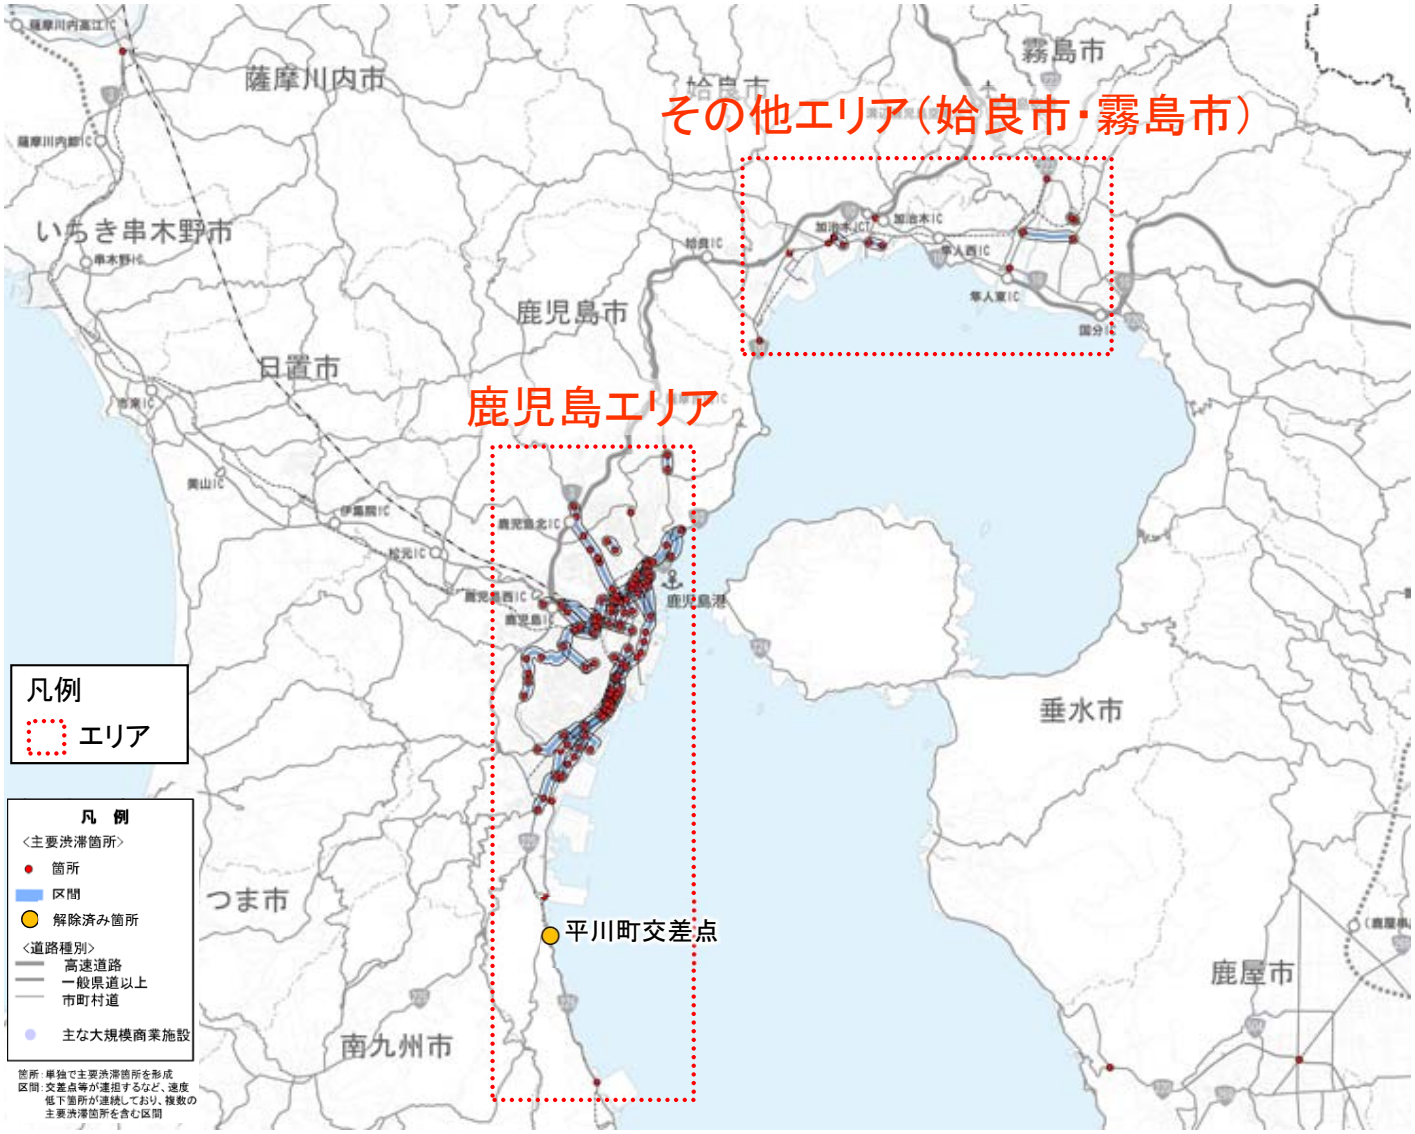 薩摩川内高江IC
薩摩川内市
霧島市
姶良市
その他エリア（姶良市・霧島市）
薩摩川内都IC
いちき串木野市
串木野IC
加治木JCT
加治木IC
姶良IC
隼人西IC
隼人東IC
国分IC
鹿児島市
日置市
市来IC
鹿児島エリア
美山IC
伊集院IC
鹿児島北IC
松元IC
鹿児島西IC
鹿児島IC
鹿児島港
凡例
エリア
垂水市
凡 例
<主要渋滞箇所>
箇所
区間
解除済み箇所
<道路種別>
高速道路
一般県道以上
市町村道
主な大規模商業施設
つま市
平川町交差点
鹿屋市
南九州市
箇所：単独で主要渋滞箇所を形成
区間：交差点等が連担するなど、速度
低下箇所が連続しており、複数の
主要渋滞箇所を含む区間